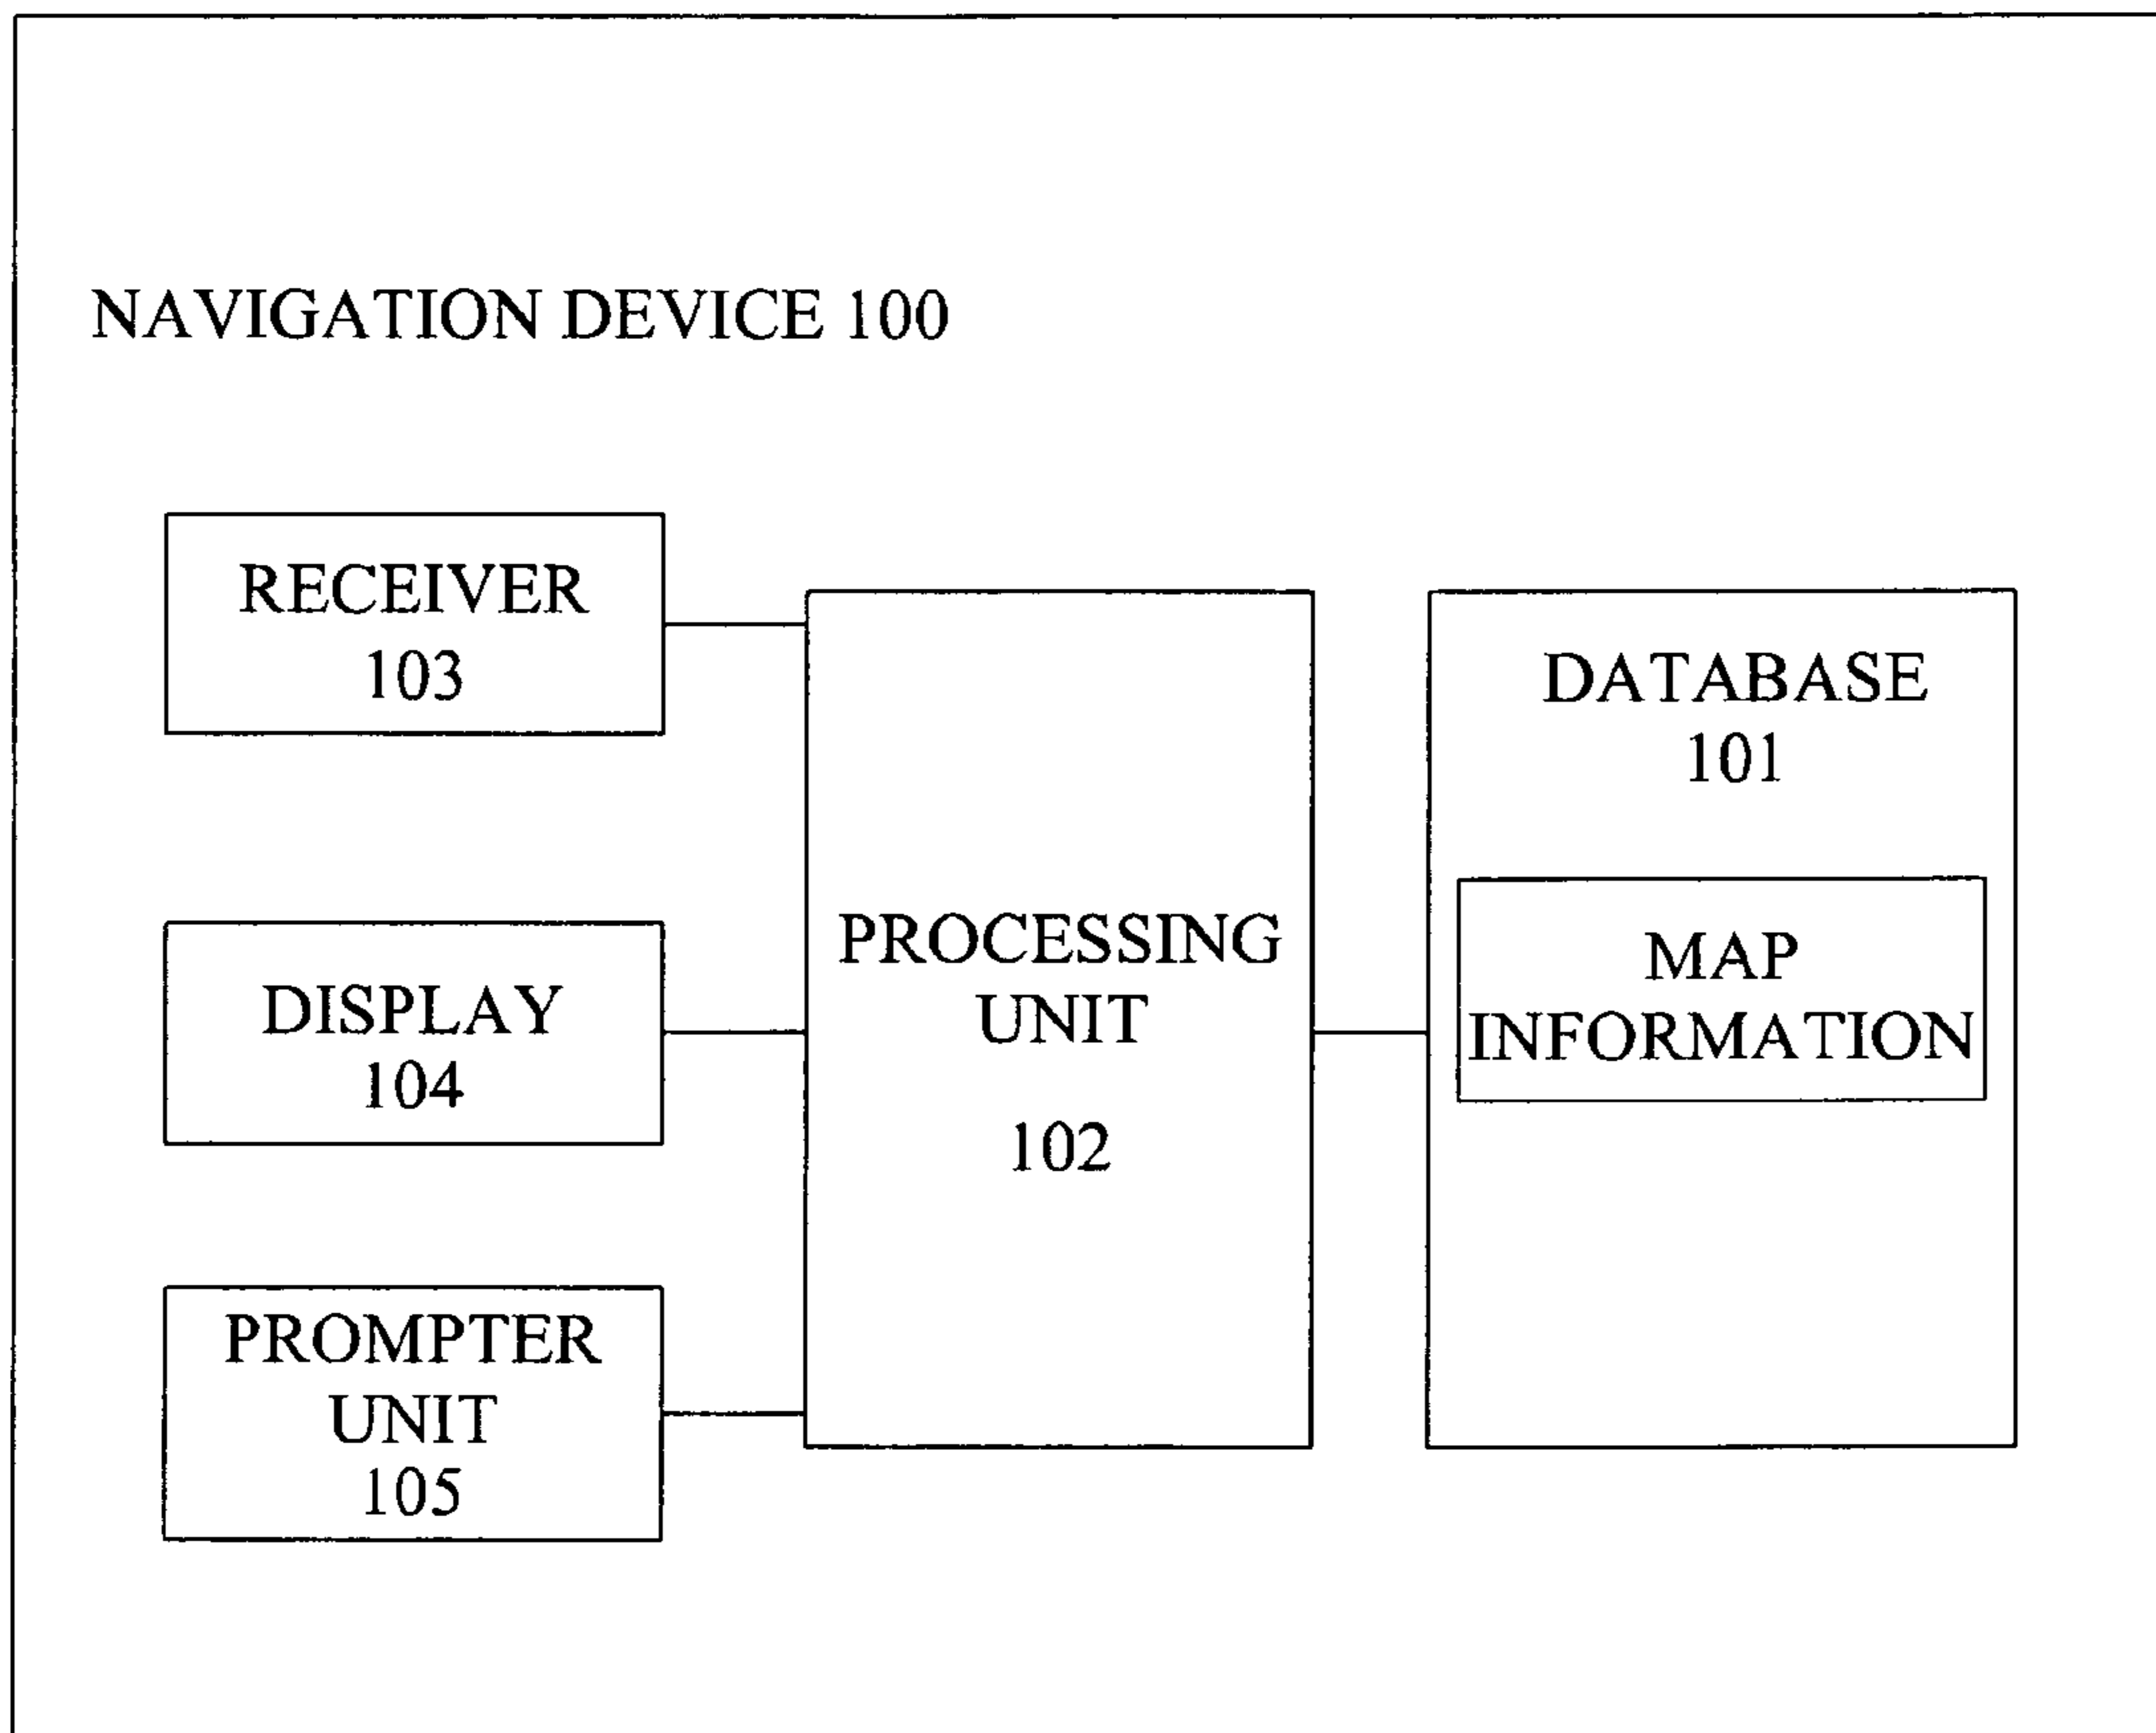 NAVIGATION DEVICE 100
RECEIVER
103
DISPLAY
104
PROMPTER
UNIT
105
PROCESSING
UNIT
102
DATABASE
101
MAP
INFORMATION